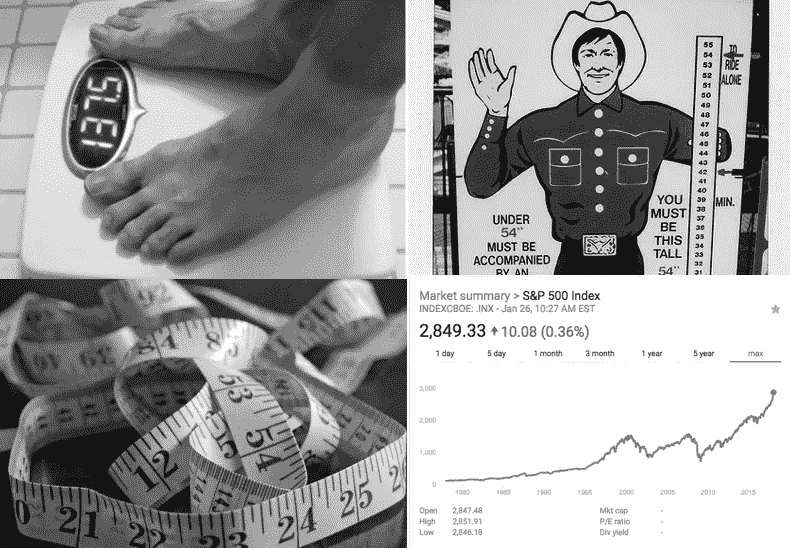 55
54
53
52
51
50
49
48
47
46
45
44
43
42
41
40
39
38
37
36
35
34
33
32
31
TO
RIDE
ALONE
MIN.
UNDER
54"
MUST BE
ACCOMPANIED
BY AN
YOU
MUST
BE
THIS
TALL
54"
83
53
54
12
21
22
23
24
25
Market summary > S&P 500 Index
INDEXCBOE: .INX - Jan 26, 10:27 AM EST
2,849.33 10.08 (0.36%)
1 day 5 day 1 month 3 month 1 year 5 year max
3,000
2,000
1,000
0
1980 1985 1990 1995 2000 2005 2010 2015
Open 2,847.48 Mkt cap -
High 2,851.91 P/E ratio -
Low 2,846.18 Div yield -